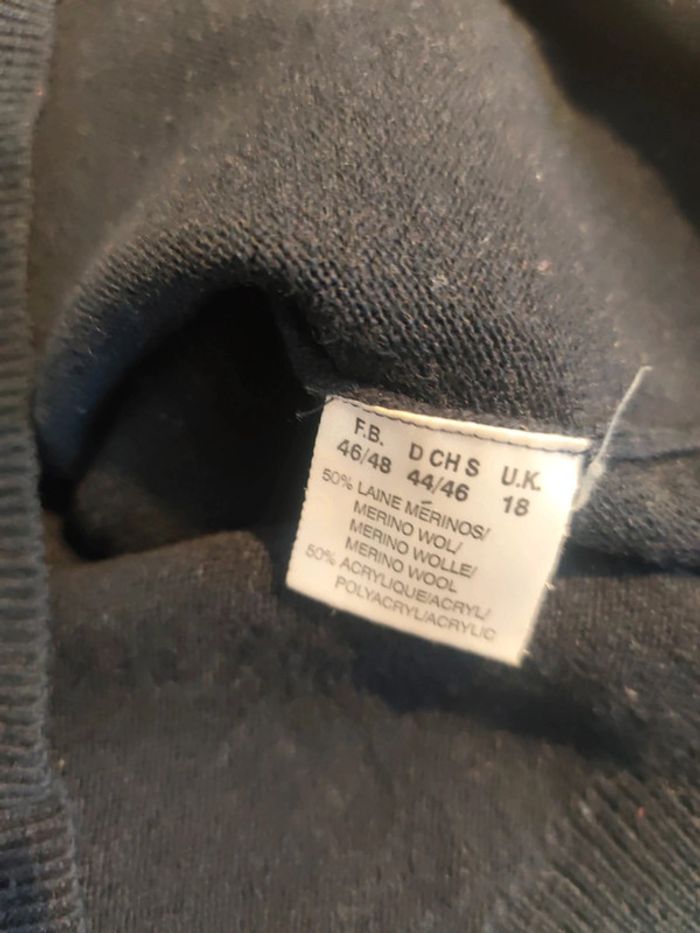 F.B. D CH S U.K.
46/48 44/46 18
50% LAINE MÉRINOS/
MERINO WOL/
MERINO WOLLE/
MERINO WOOL
50% ACRYLIQUE/ACRYL/
POLYACRYL/ACRYLIC